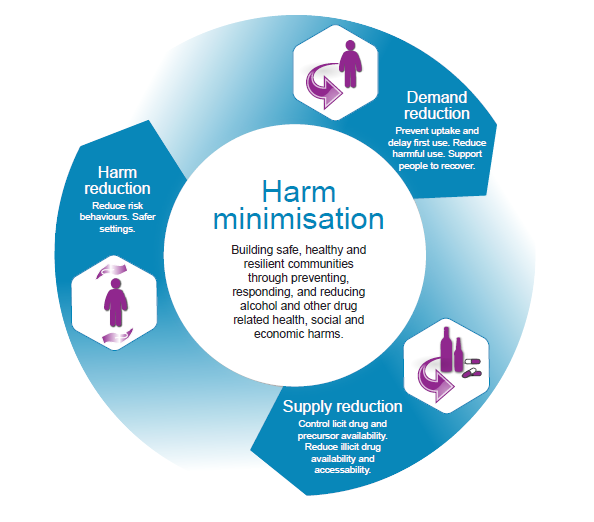 Demand
reduction
Prevent uptake and
delay first use. Reduce
harmful use. Support
people to recover.
Harm
reduction
Reduce risk
behaviours. Safer
settings.
Harm
minimisation
Building safe, healthy and
resilient communities
through preventing,
responding, and reducing
alcohol and other drug
related health, social and
economic harms.
Supply reduction
Control licit drug and
precursor availability.
Reduce illicit drug
availability and
accessability.